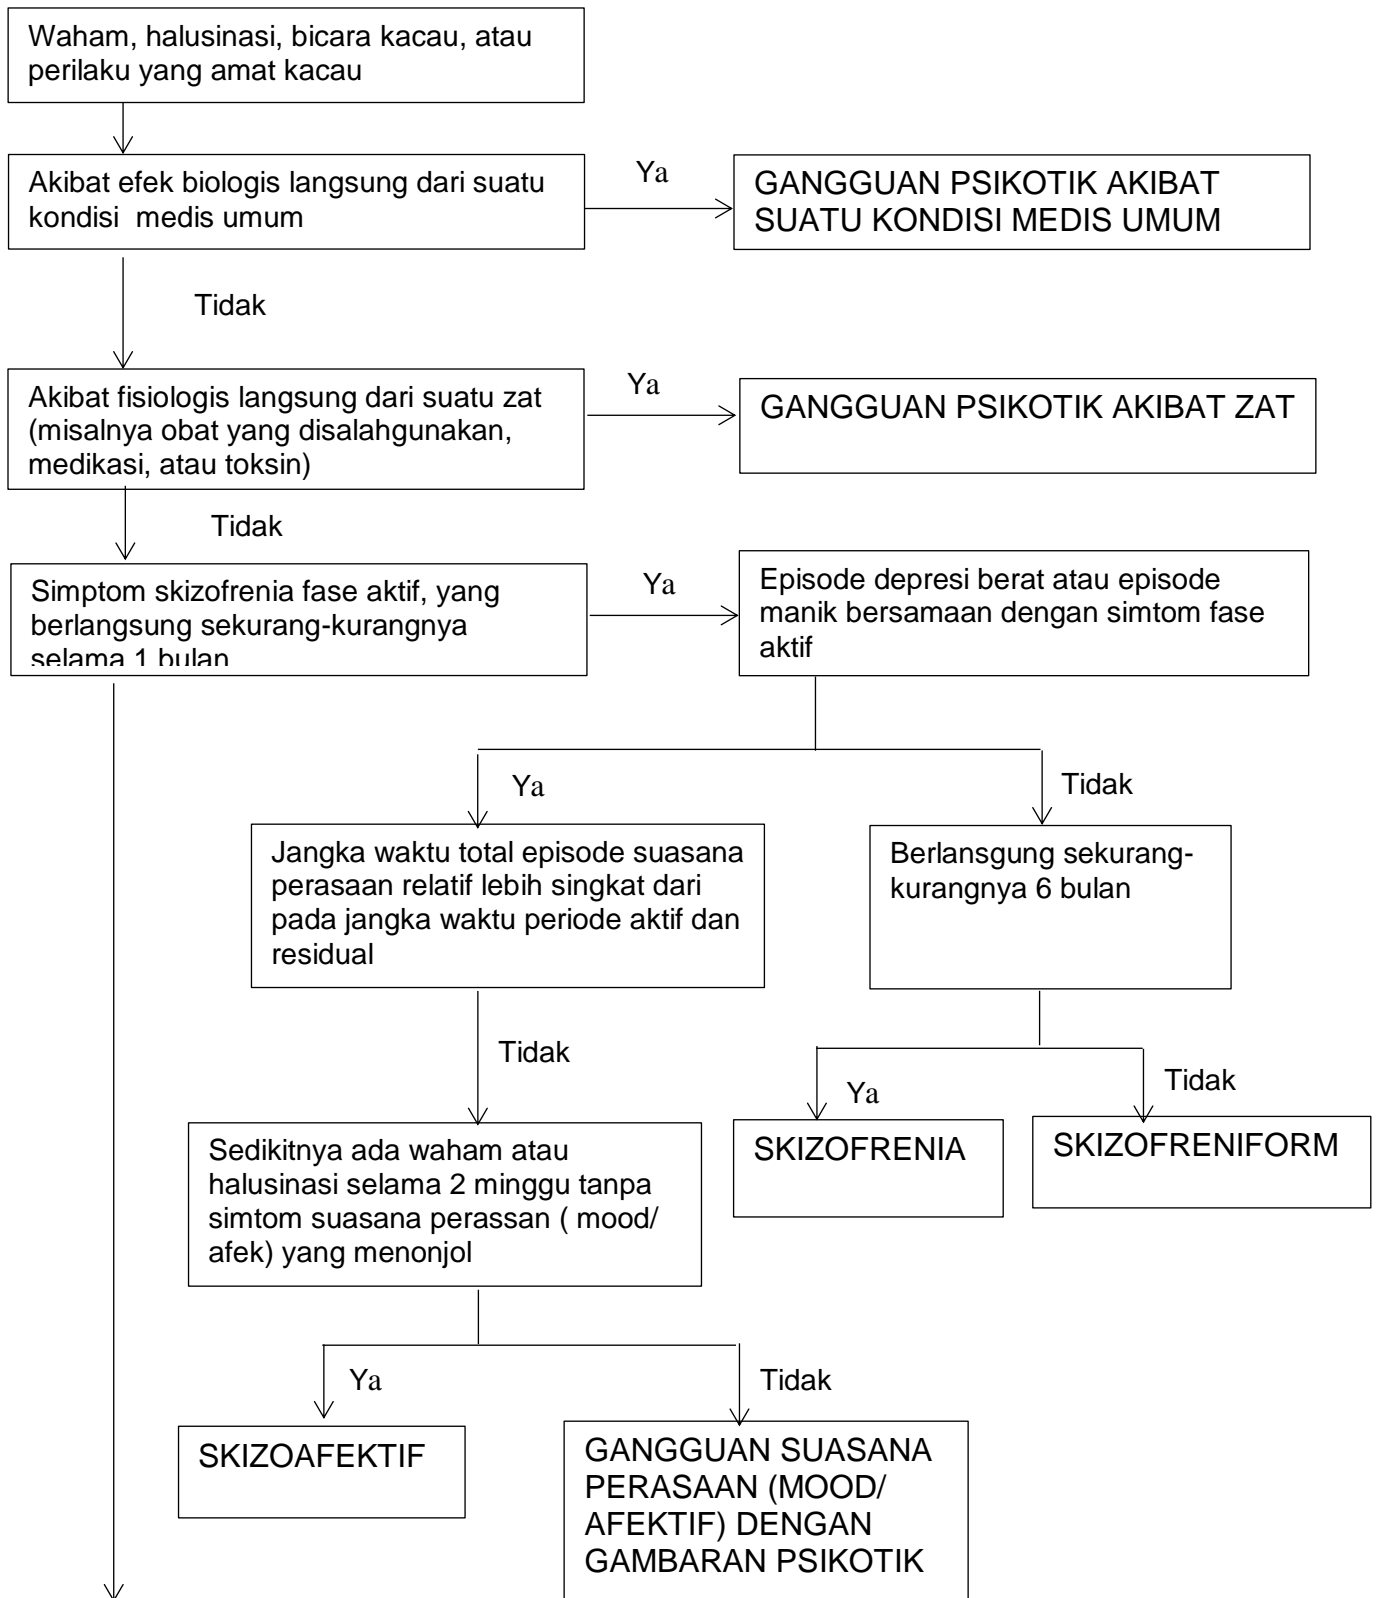 Waham, halusinasi, bicara kacau, atau
perilaku yang amat kacau
Akibat efek biologis langsung dari suatu
kondisi medis umum
Ya
GANGGUAN PSIKOTIK AKIBAT
SUATU KONDISI MEDIS UMUM
Tidak
Akibat fisiologis langsung dari suatu zat
(misalnya obat yang disalahgunakan,
medikasi, atau toksin)
Ya
GANGGUAN PSIKOTIK AKIBAT ZAT
Tidak
Simptom skizofrenia fase aktif, yang
berlangsung sekurang-kurangnya
selama 1 bulan
Ya
Episode depresi berat atau episode
manik bersamaan dengan simtom fase
aktif
Ya
Tidak
Jangka waktu total episode suasana
perasaan relatif lebih singkat dari
pada jangka waktu periode aktif dan
residual
Berlansgung sekurang-
kurangnya 6 bulan
Tidak
Ya
Tidak
Sedikitnya ada waham atau
halusinasi selama 2 minggu tanpa
simtom suasana perassan ( mood/
afek) yang menonjol
SKIZOFRENIA
SKIZOFRENIFORM
Ya
Tidak
SKIZOAFEKTIF
GANGGUAN SUASANA
PERASAAN (MOOD/
AFEKTIF) DENGAN
GAMBARAN PSIKOTIK